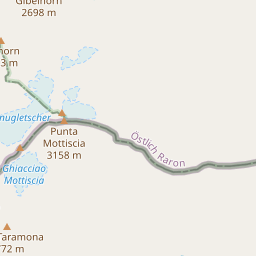 Gibelhorn
2698 m
horn
3 m
nugletscher
Punta
Mottiscia
3158 m
Östlich Raron
Ghiacciaio
Mottiscia
Taramona
72 m